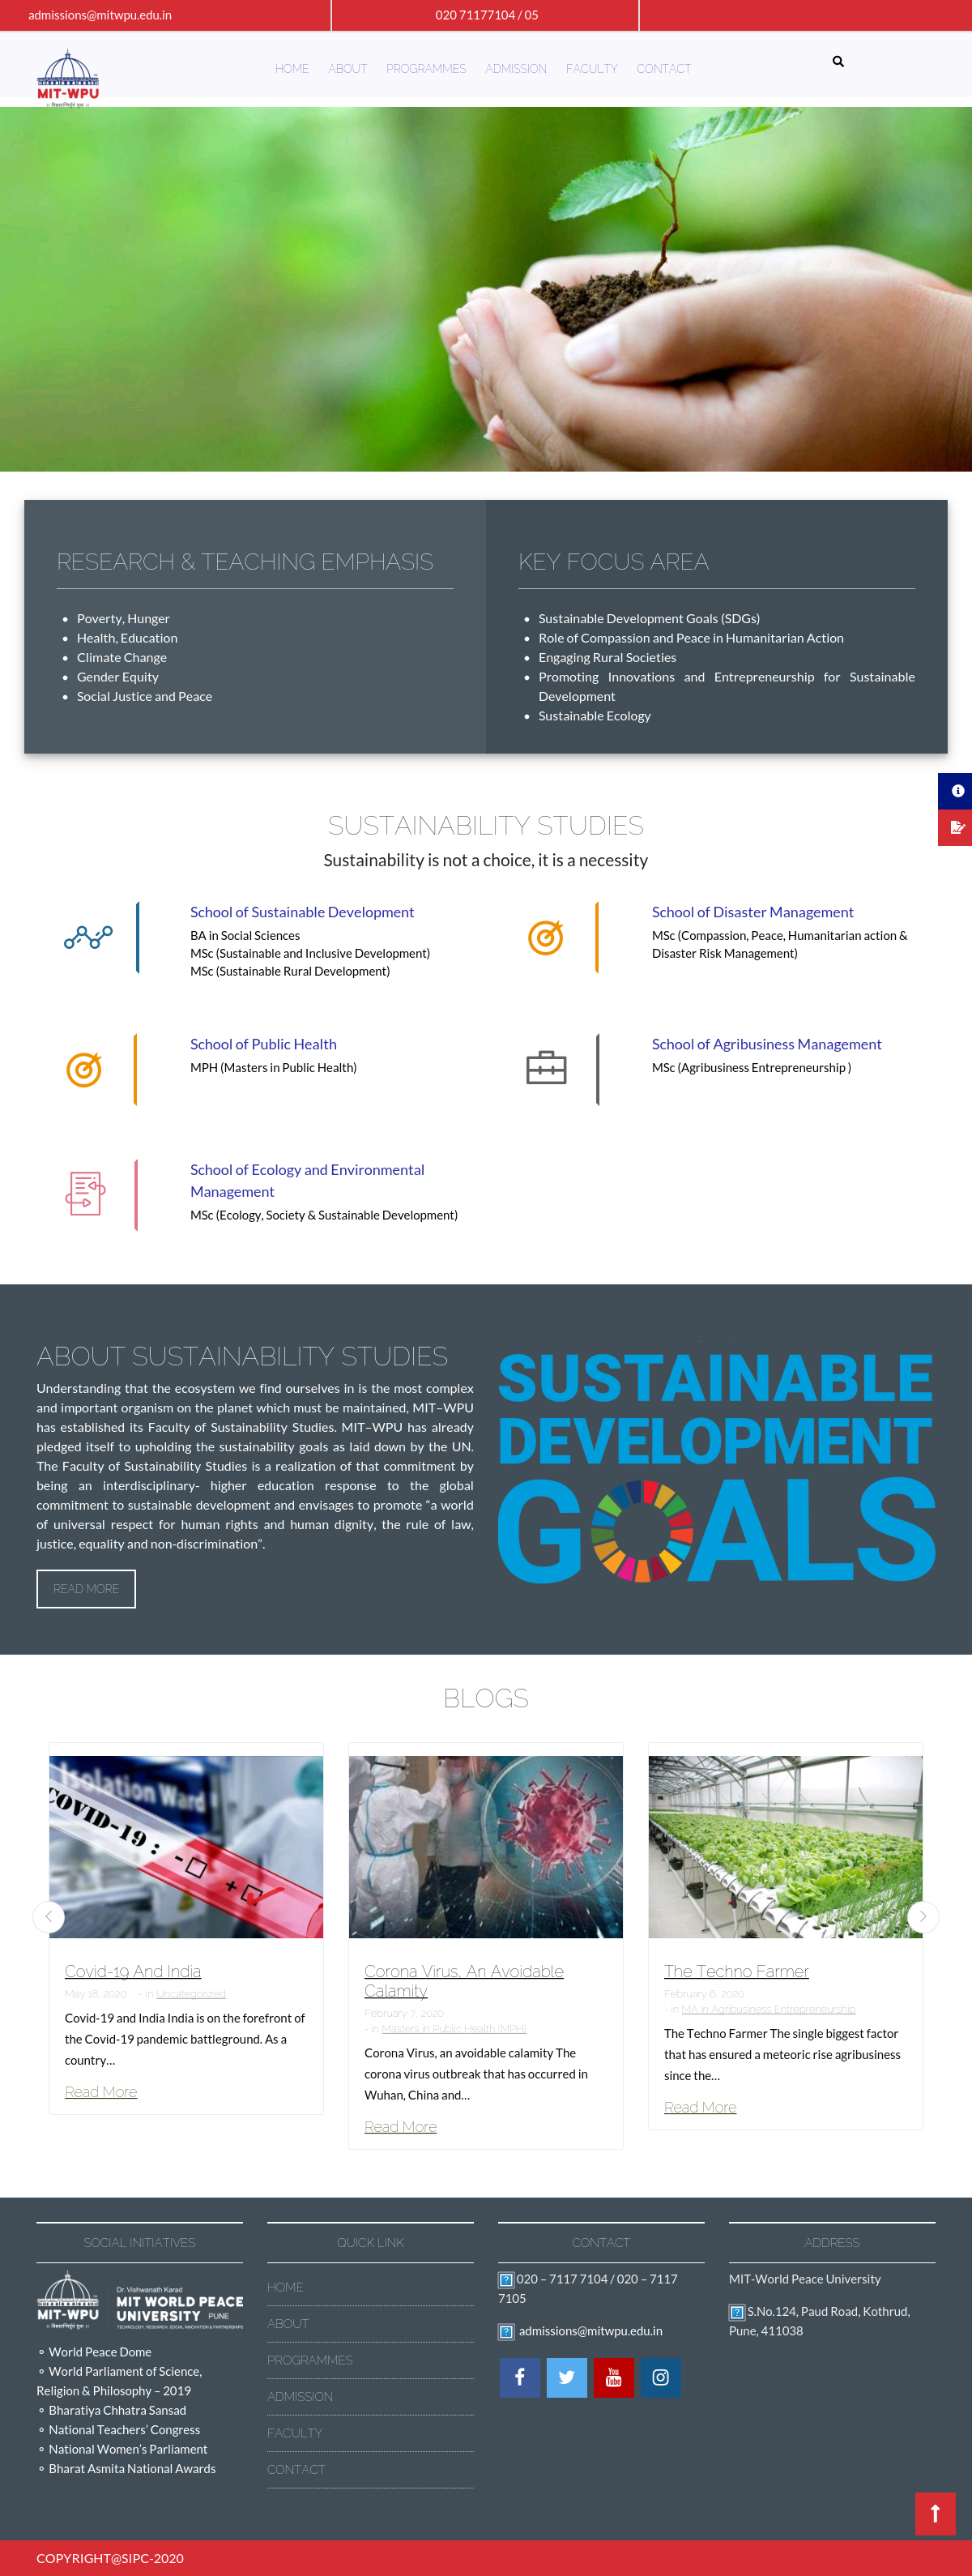 admissions@mitwpu.edu.in
020 71177104 / 05
MIT-WPU
॥ विश्वशान्तिर्ध्रुवं ध्रुवा ॥
HOME
ABOUT
PROGRAMMES
ADMISSION
FACULTY
CONTACT
RESEARCH & TEACHING EMPHASIS
Poverty, Hunger
Health, Education
Climate Change
Gender Equity
Social Justice and Peace
KEY FOCUS AREA
Sustainable Development Goals (SDGs)
Role of Compassion and Peace in Humanitarian Action
Engaging Rural Societies
Promoting Innovations and Entrepreneurship for Sustainable
Development
Sustainable Ecology
SUSTAINABILITY STUDIES
Sustainability is not a choice, it is a necessity
School of Sustainable Development
BA in Social Sciences
MSc (Sustainable and Inclusive Development)
MSc (Sustainable Rural Development)
School of Disaster Management
MSc (Compassion, Peace, Humanitarian action &
Disaster Risk Management)
School of Public Health
MPH (Masters in Public Health)
School of Agribusiness Management
MSc (Agribusiness Entrepreneurship )
School of Ecology and Environmental
Management
MSc (Ecology, Society & Sustainable Development)
ABOUT SUSTAINABILITY STUDIES
Understanding that the ecosystem we find ourselves in is the most complex
and important organism on the planet which must be maintained, MIT–WPU
has established its Faculty of Sustainability Studies. MIT–WPU has already
pledged itself to upholding the sustainability goals as laid down by the UN.
The Faculty of Sustainability Studies is a realization of that commitment by
being an interdisciplinary- higher education response to the global
commitment to sustainable development and envisages to promote “a world
of universal respect for human rights and human dignity, the rule of law,
justice, equality and non-discrimination”.
READ MORE
SUSTAINABLE
DEVELOPMENT
GOALS
BLOGS
Isolation Ward
COVID-19 :
Covid-19 And India
May 18, 2020 - in Uncategorized
Covid-19 and India India is on the forefront of
the Covid-19 pandemic battleground. As a
country...
Read More
Corona Virus, An Avoidable
Calamity
February 7, 2020
- in Masters in Public Health (MPH)
Corona Virus, an avoidable calamity The
corona virus outbreak that has occurred in
Wuhan, China and...
Read More
The Techno Farmer
February 6, 2020
- in MA in Agribusiness Entrepreneurship
The Techno Farmer The single biggest factor
that has ensured a meteoric rise agribusiness
since the...
Read More
SOCIAL INITIATIVES
MIT-WPU
Dr. Vishwanath Karad
MIT WORLD PEACE
UNIVERSITY PUNE
TECHNOLOGY, RESEARCH, SOCIAL INNOVATION & PARTNERSHIPS
⚬ World Peace Dome
⚬ World Parliament of Science,
Religion & Philosophy – 2019
⚬ Bharatiya Chhatra Sansad
⚬ National Teachers’ Congress
⚬ National Women’s Parliament
⚬ Bharat Asmita National Awards
QUICK LINK
HOME
ABOUT
PROGRAMMES
ADMISSION
FACULTY
CONTACT
CONTACT
020 – 7117 7104 / 020 – 7117
7105
admissions@mitwpu.edu.in
You
Tube
ADDRESS
MIT-World Peace University
S.No.124, Paud Road, Kothrud,
Pune, 411038
COPYRIGHT@SIPC-2020